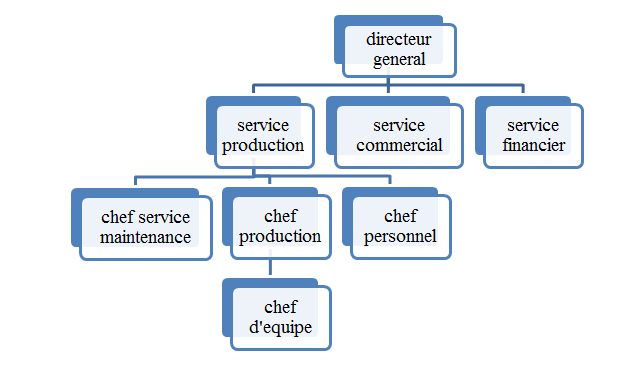 directeur
general
service
production
service
commercial
service
financier
chef service
maintenance
chef
production
chef
personnel
chef
d'equipe